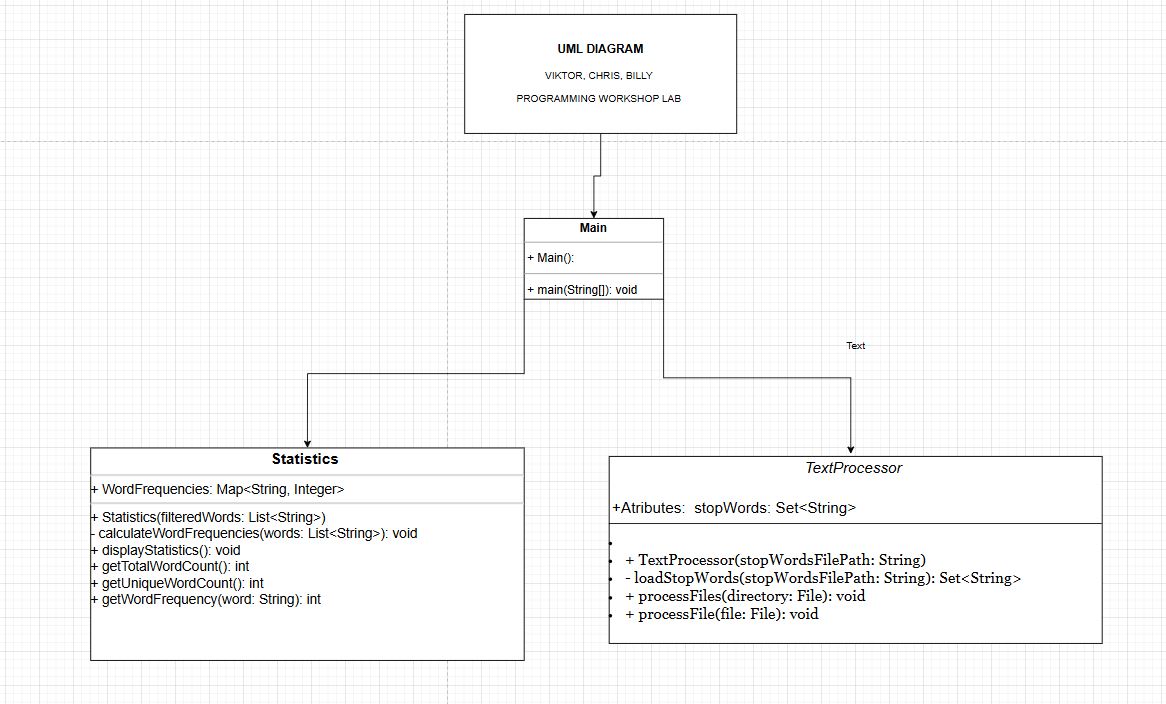 UML DIAGRAM
VIKTOR, CHRIS, BILLY
PROGRAMMING WORKSHOP LAB
Main
+ Main():
+ main(String[]): void
Text
Statistics
+ WordFrequencies: Map<String, Integer>
+ Statistics(filteredWords: List<String>)
- calculateWordFrequencies(words: List<String>): void
+ displayStatistics(): void
+ getTotalWordCount(): int
+ getUniqueWordCount(): int
+ getWordFrequency(word: String): int
TextProcessor
+Atributes:  stopWords: Set<String>
•
• + TextProcessor(stopWordsFilePath: String)
• - loadStopWords(stopWordsFilePath: String): Set<String>
• + processFiles(directory: File): void
• + processFile(file: File): void